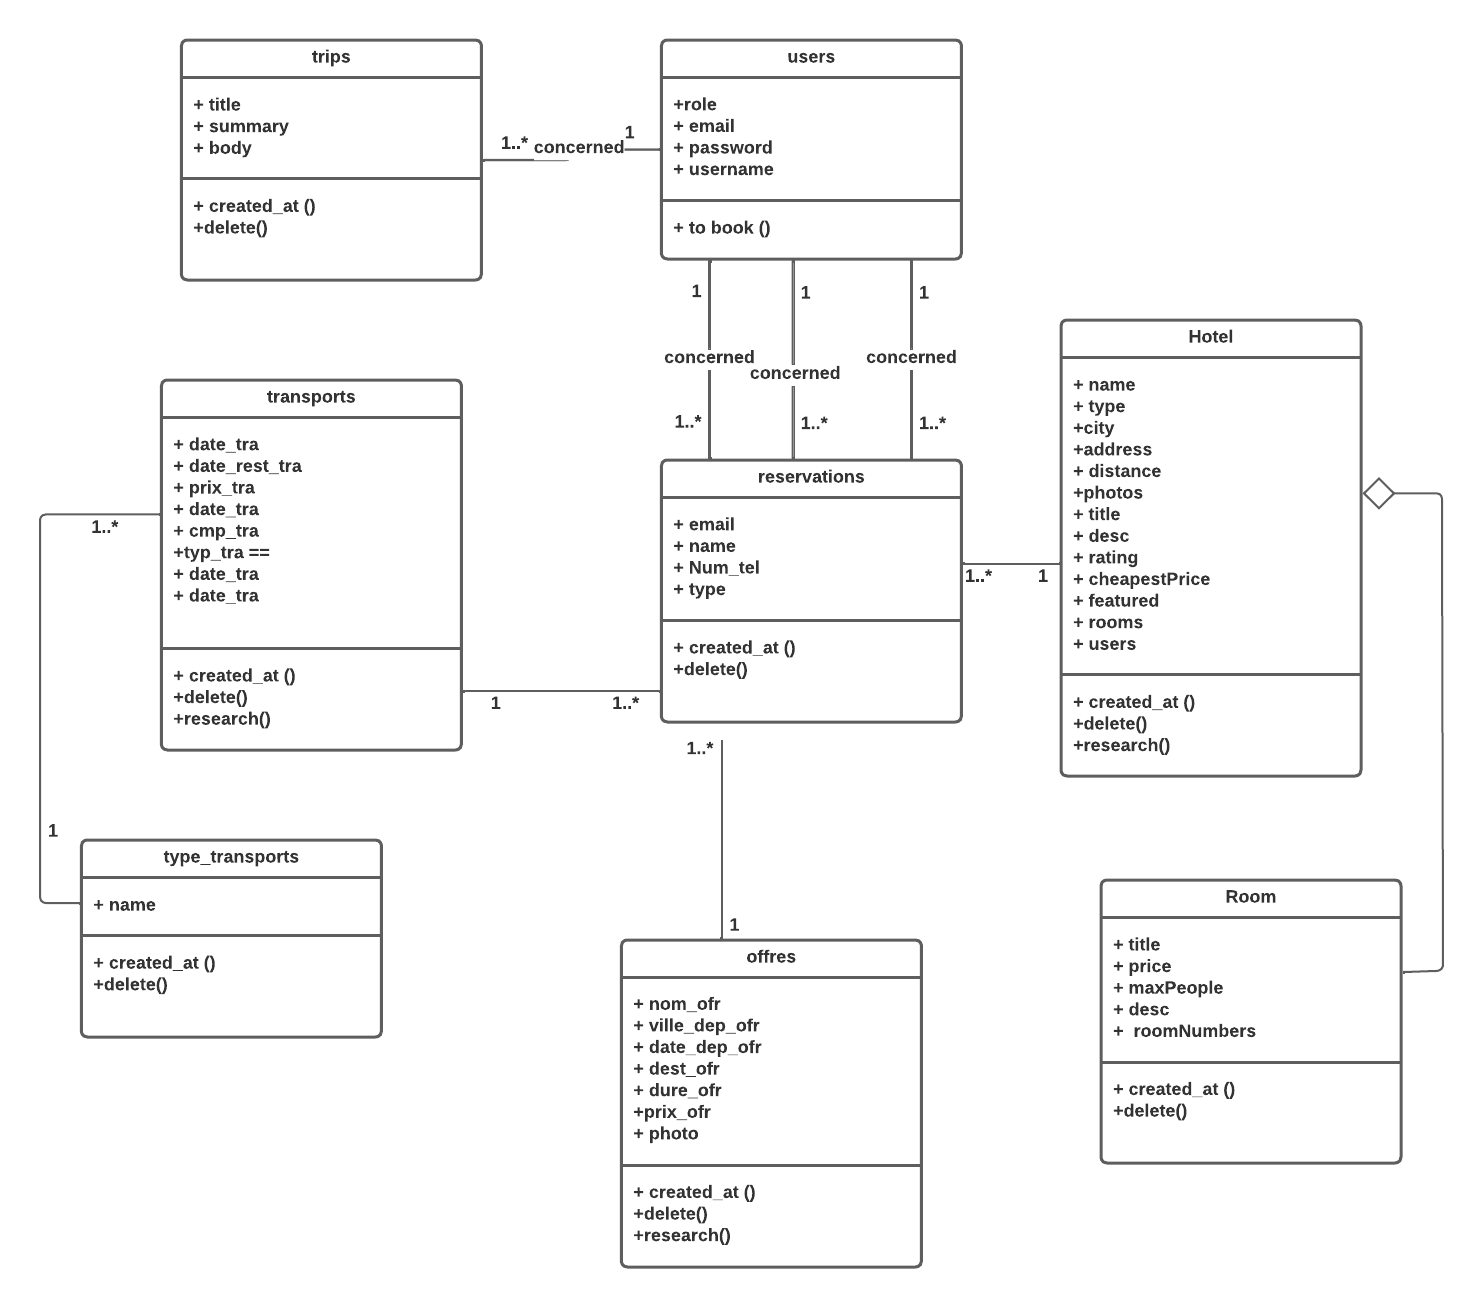 trips
+ title
+ summary
+ body
+ created_at ()
+delete()
1..*
concerned
1
users
+role
+ email
+ password
+ username
+ to book ()
1
1
1
concerned
concerned
concerned
1..*
1..*
1..*
transports
+ date_tra
+ date_rest_tra
+ prix_tra
+ date_tra
+ cmp_tra
+typ_tra ==
+ date_tra
+ date_tra
+ created_at ()
+delete()
+research()
1..*
1
1
1..*
reservations
+ email
+ name
+ Num_tel
+ type
+ created_at ()
+delete()
1..*
1
Hotel
+ name
+ type
+city
+address
+ distance
+photos
+ title
+ desc
+ rating
+ cheapestPrice
+ featured
+ rooms
+ users
+ created_at ()
+delete()
+research()
type_transports
+ name
+ created_at ()
+delete()
1..*
1
offres
+ nom_ofr
+ ville_dep_ofr
+ date_dep_ofr
+ dest_ofr
+ dure_ofr
+prix_ofr
+ photo
+ created_at ()
+delete()
+research()
Room
+ title
+ price
+ maxPeople
+ desc
+  roomNumbers
+ created_at ()
+delete()